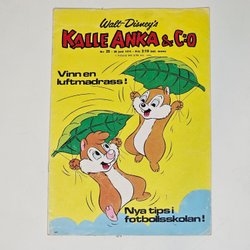 Walt Disney's
KALLE ANKA & C:O
Vinn en
luftmadrass!
Nya tips i
fotbollsskolan!